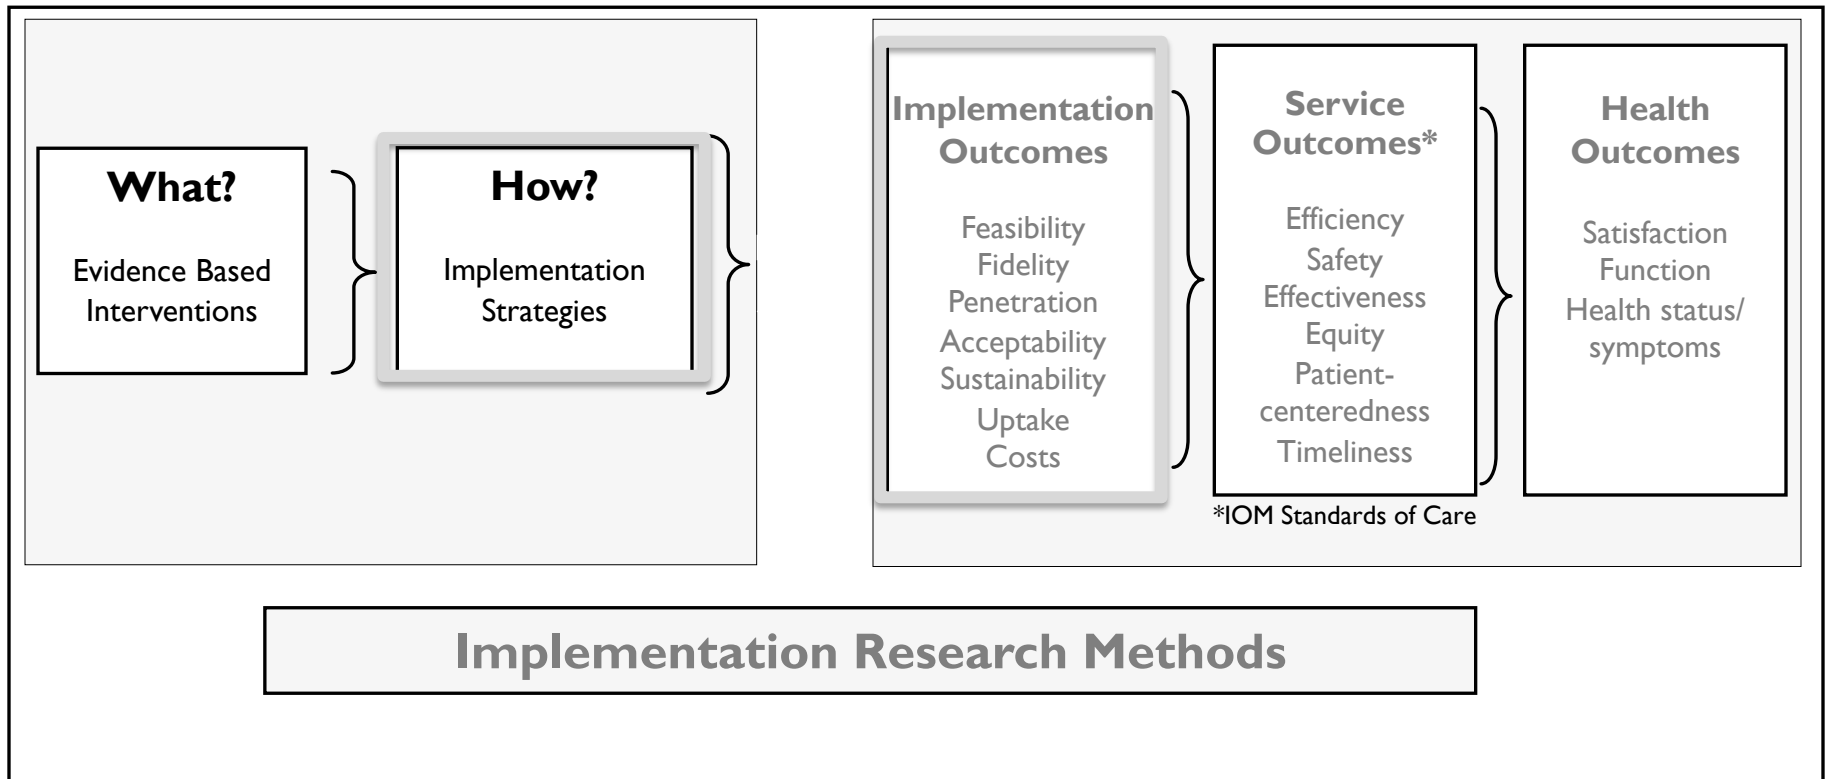 What?
Evidence Based
Interventions
How?
Implementation
Strategies
Implementation
Outcomes
Feasibility
Fidelity
Penetration
Acceptability
Sustainability
Uptake
Costs
Service
Outcomes*
Efficiency
Safety
Effectiveness
Equity
Patient-
centeredness
Timeliness
*IOM Standards of Care
Health
Outcomes
Satisfaction
Function
Health status/
symptoms
Implementation Research Methods